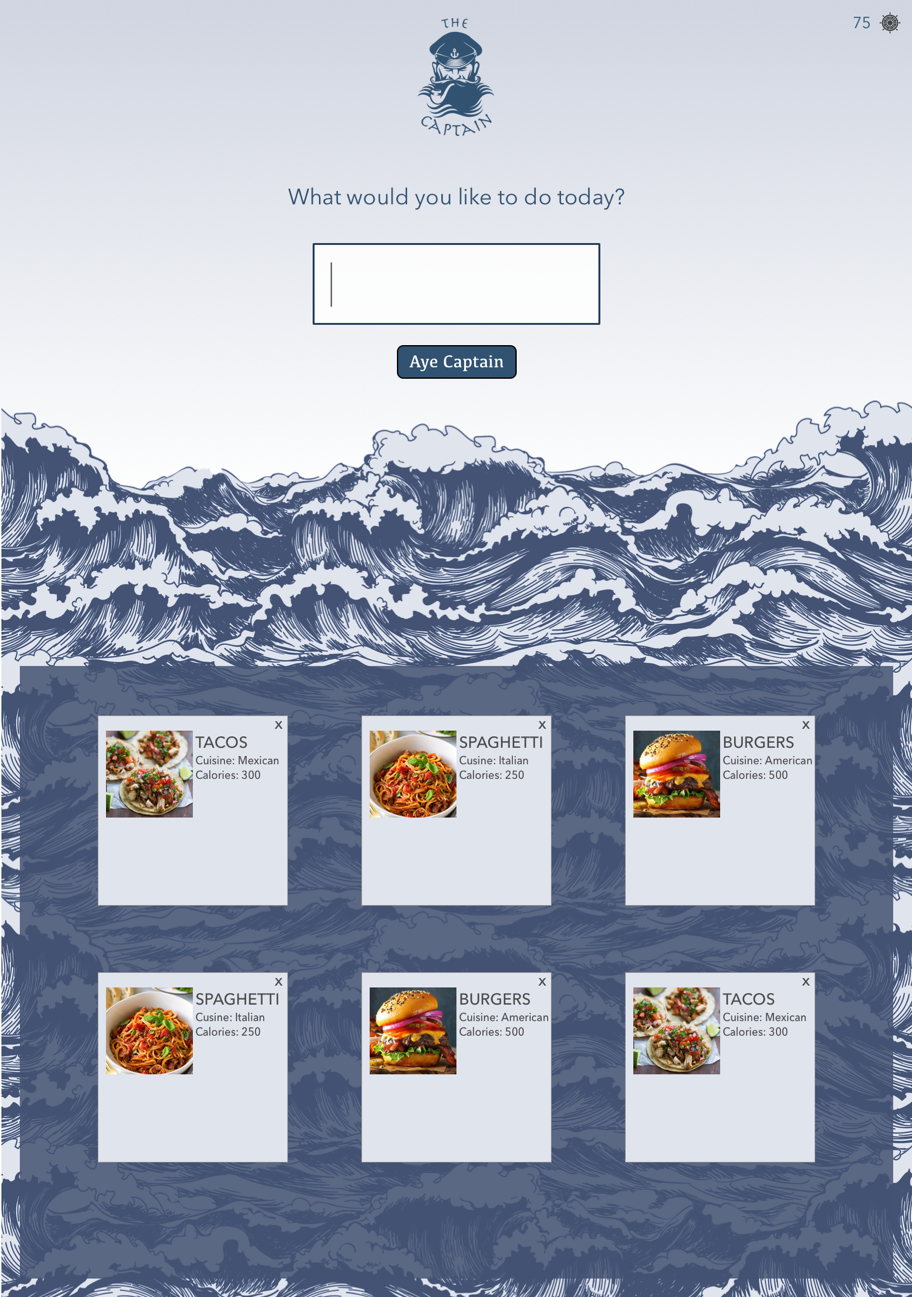 THE
CAPTAIN
75
What would you like to do today?
Aye Captain
x
TACOS
Cuisine: Mexican
Calories: 300
x
SPAGHETTI
Cuisine: Italian
Calories: 250
x
BURGERS
Cuisine: American
Calories: 500
x
SPAGHETTI
Cuisine: Italian
Calories: 250
x
BURGERS
Cuisine: American
Calories: 500
x
TACOS
Cuisine: Mexican
Calories: 300